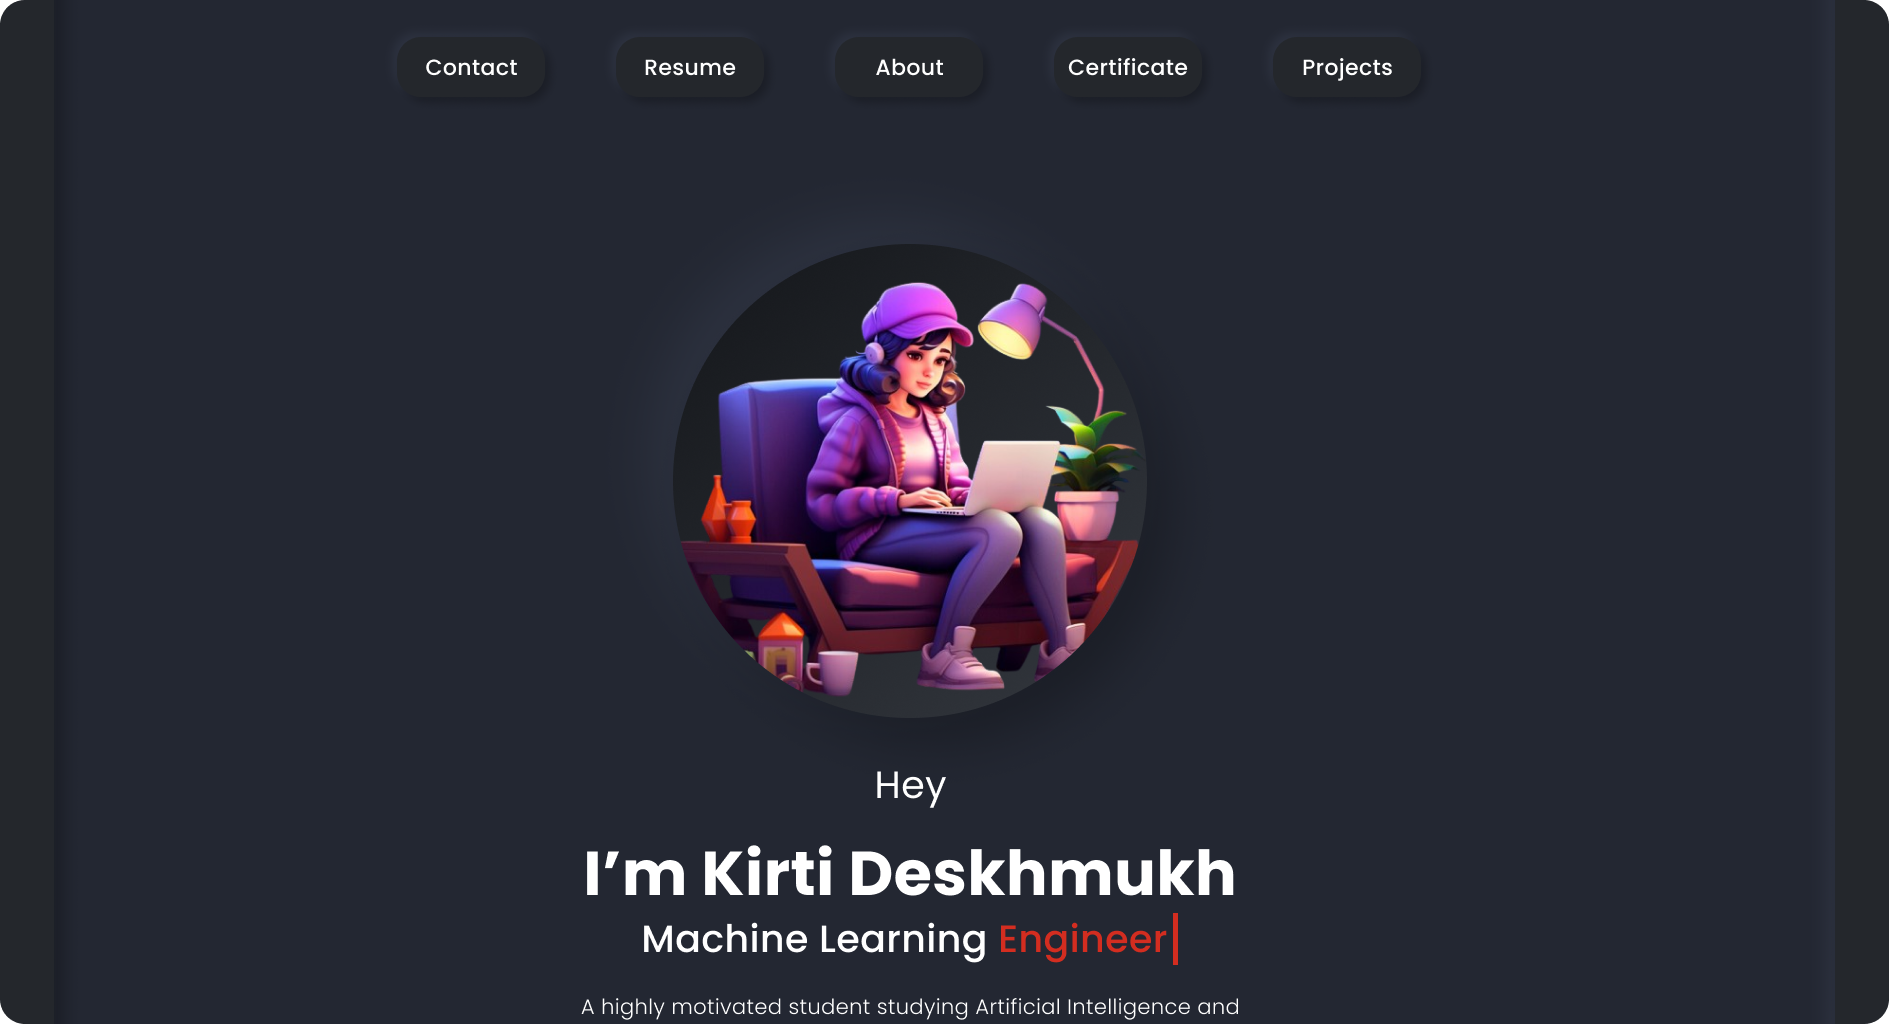 Contact Resume About Certificate Projects
Hey
I’m Kirti Deskhmukh
Machine Learning Engineer
A highly motivated student studying Artificial Intelligence and